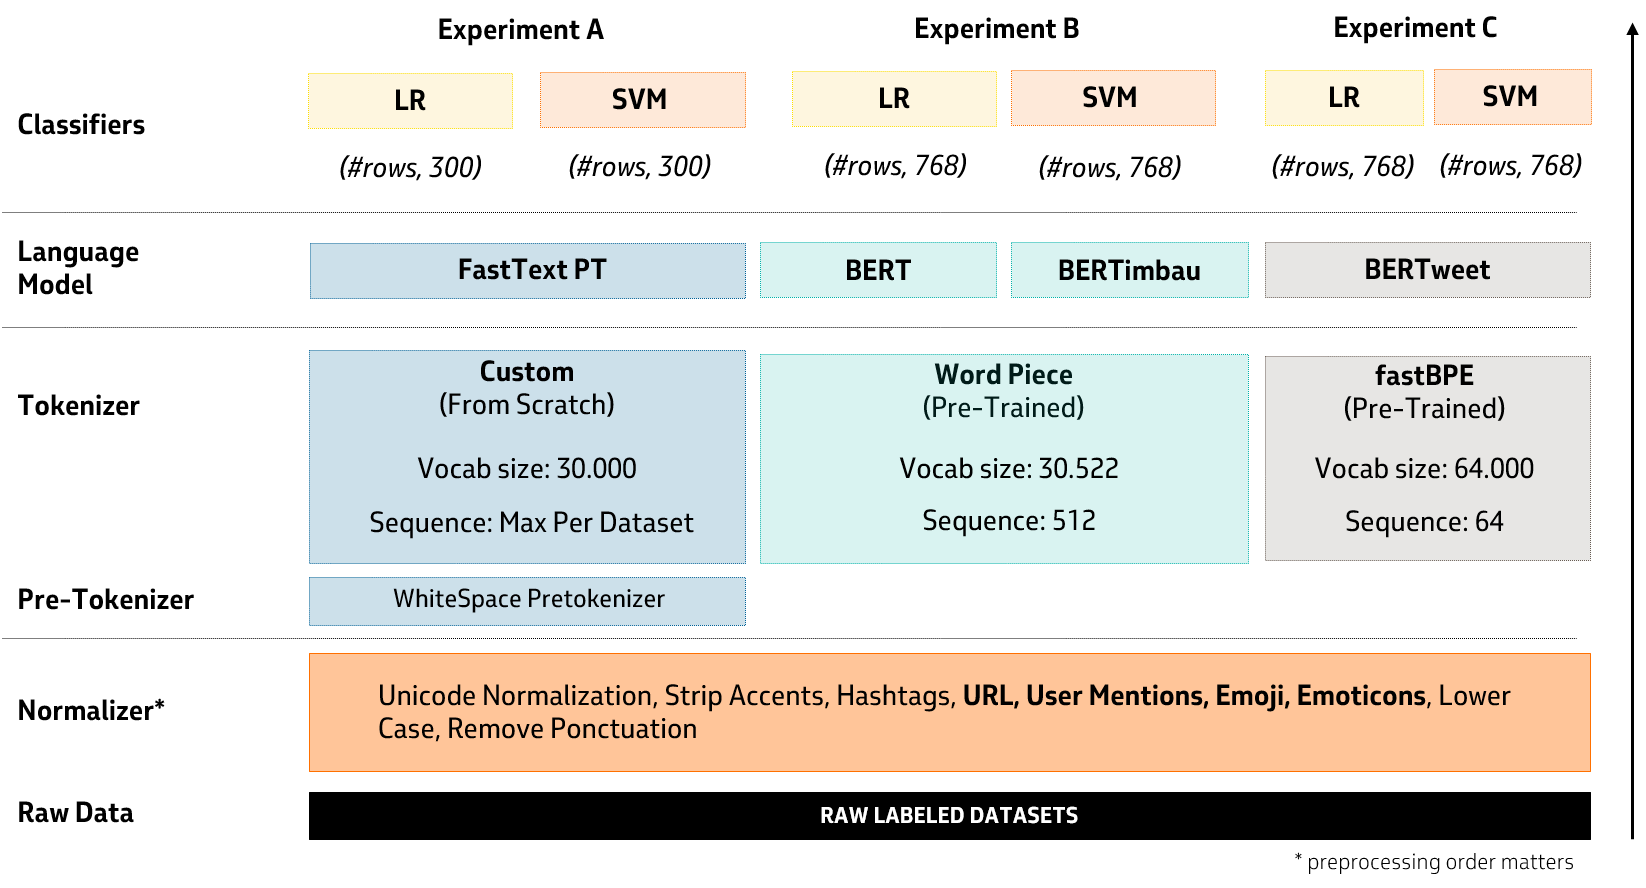 Experiment A
Experiment B
Experiment C
Classifiers
LR
SVM
LR
SVM
LR
SVM
(#rows, 300)
(#rows, 300)
(#rows, 768)
(#rows, 768)
(#rows, 768)
(#rows, 768)
Language
Model
FastText PT
BERT
BERTimbau
BERTweet
Tokenizer
Custom
(From Scratch)
Vocab size: 30.000
Sequence: Max Per Dataset
Word Piece
(Pre-Trained)
Vocab size: 30.522
Sequence: 512
fastBPE
(Pre-Trained)
Vocab size: 64.000
Sequence: 64
Pre-Tokenizer
WhiteSpace Pretokenizer
Normalizer*
Unicode Normalization, Strip Accents, Hashtags, URL, User Mentions, Emoji, Emoticons, Lower
Case, Remove Ponctuation
Raw Data
RAW LABELED DATASETS
* preprocessing order matters